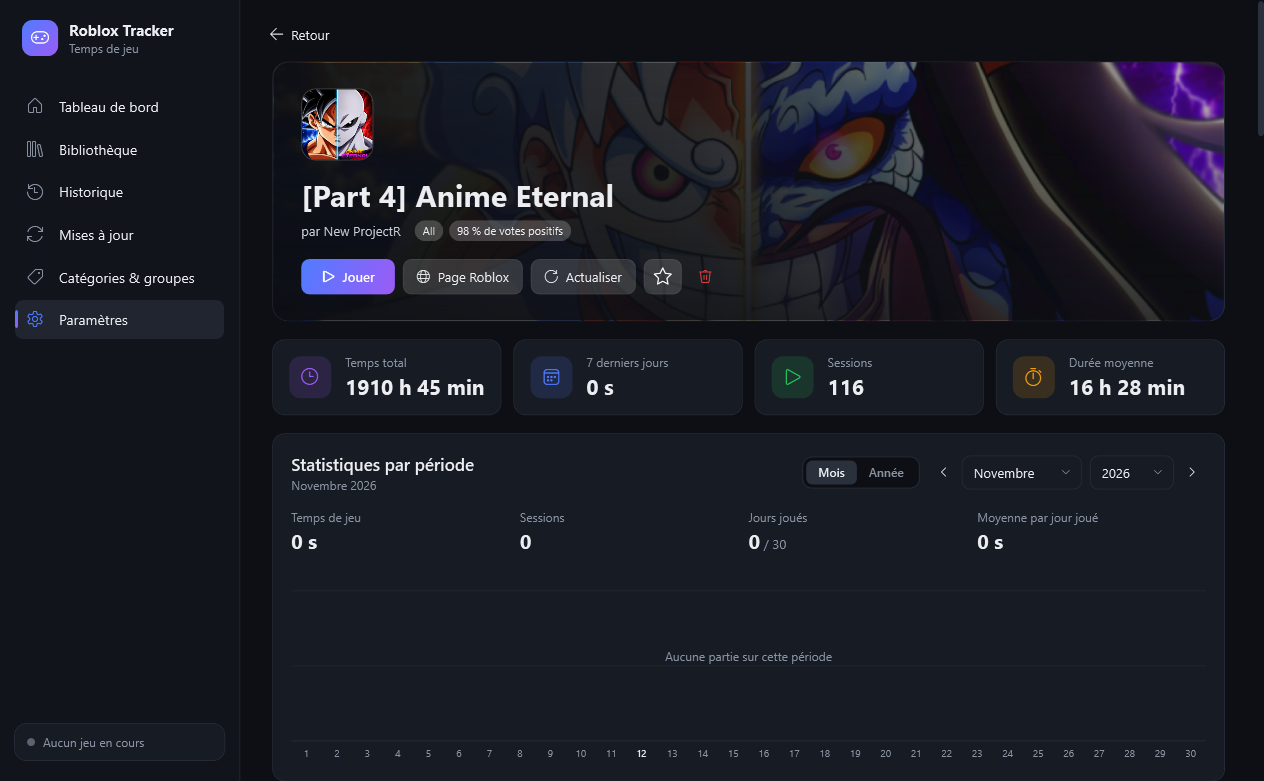 Roblox Tracker
Temps de jeu
Tableau de bord
Bibliothèque
Historique
Mises à jour
Catégories & groupes
Paramètres
Aucun jeu en cours
Retour
[Part 4] Anime Eternal
par New ProjectR All 98 % de votes positifs
Jouer Page Roblox Actualiser
Temps total
1910 h 45 min
7 derniers jours
0 s
Sessions
116
Durée moyenne
16 h 28 min
Statistiques par période
Novembre 2026
Mois Année Novembre 2026
Temps de jeu Sessions Jours joués Moyenne par jour joué
0 s 0 0 / 30 0 s
Aucune partie sur cette période
1 2 3 4 5 6 7 8 9 10 11 12 13 14 15 16 17 18 19 20 21 22 23 24 25 26 27 28 29 30